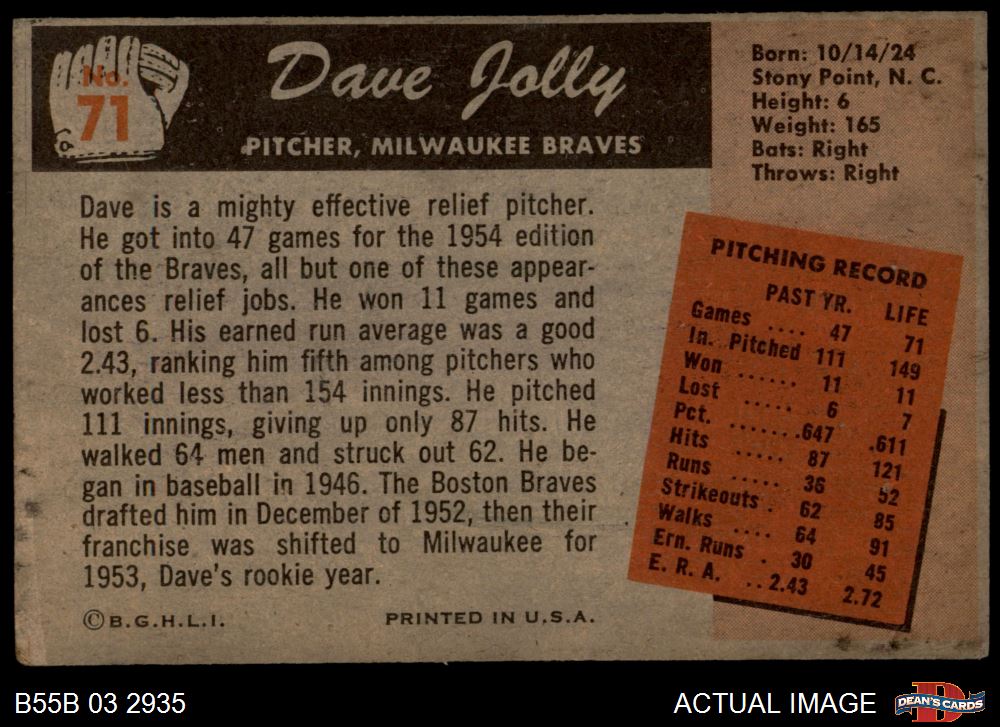 No.
71
Dave Jolly
PITCHER, MILWAUKEE BRAVES
Born: 10/14/24
Stony Point, N. C.
Height: 6
Weight: 165
Bats: Right
Throws: Right
Dave is a mighty effective relief pitcher.
He got into 47 games for the 1954 edition
of the Braves, all but one of these appear-
ances relief jobs. He won 11 games and
lost 6. His earned run average was a good
2.43, ranking him fifth among pitchers who
worked less than 154 innings. He pitched
111 innings, giving up only 87 hits. He
walked 64 men and struck out 62. He be-
gan in baseball in 1946. The Boston Braves
drafted him in December of 1952, then their
franchise was shifted to Milwaukee for
1953, Dave's rookie year.
©B.G.H.L.I. PRINTED IN U.S.A.
PITCHING RECORD
PAST YR. LIFE
Games .... 47 71
In. Pitched 111 149
Won ...... 11 11
Lost ..... 6 7
Pct. .......647 .611
Hits ..... 87 121
Runs ..... 36 52
Strikeouts . 62 85
Walks .... 64 91
Ern. Runs . 30 45
E. R. A. ..2.43 2.72
B55B 03 2935
ACTUAL IMAGE
D
DEAN'S CARDS